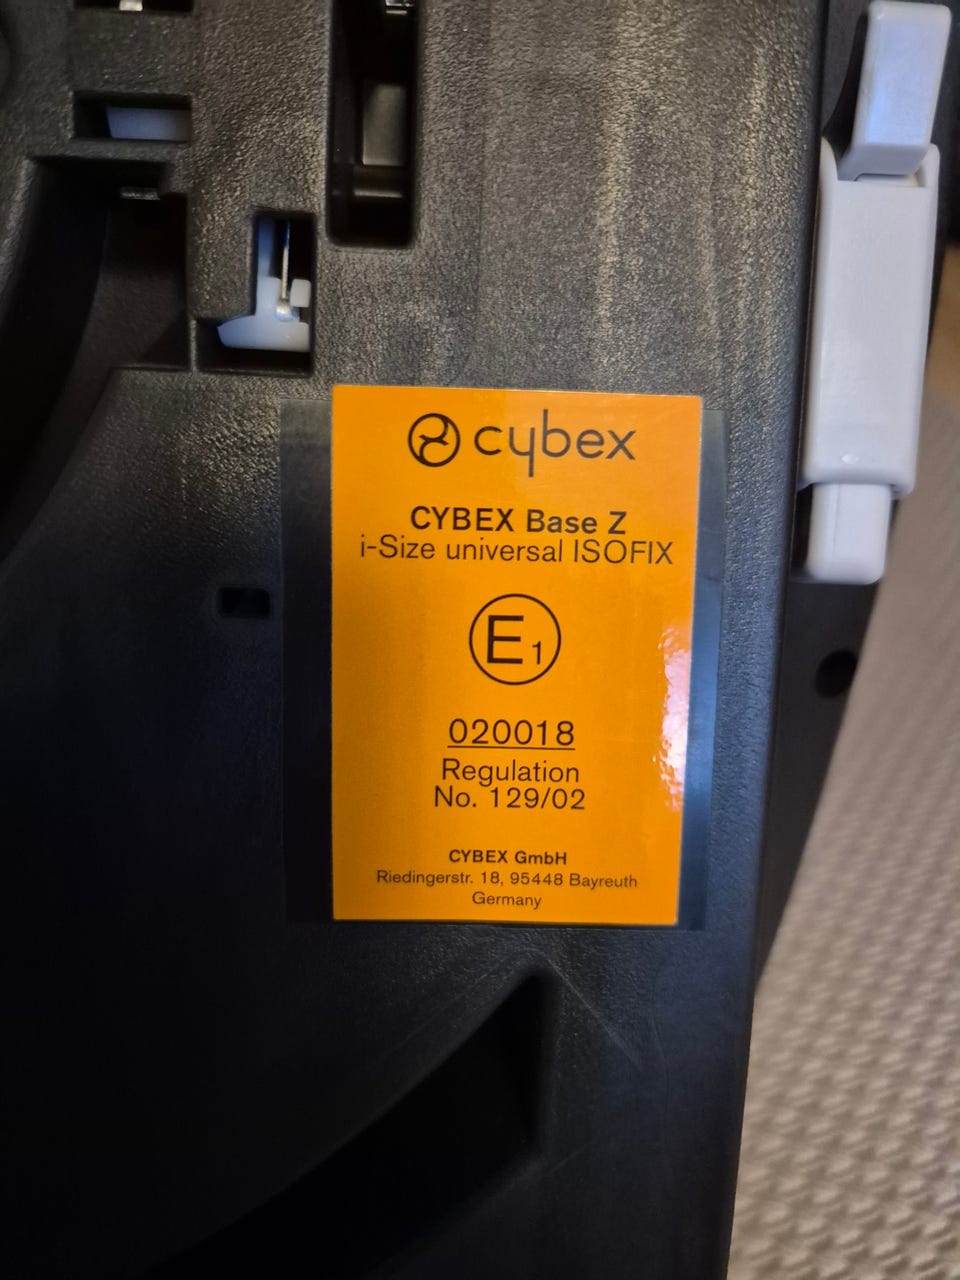 cybex
CYBEX Base Z
i-Size universal ISOFIX
E1
020018
Regulation
No. 129/02
CYBEX GmbH
Riedingerstr. 18, 95448 Bayreuth
Germany